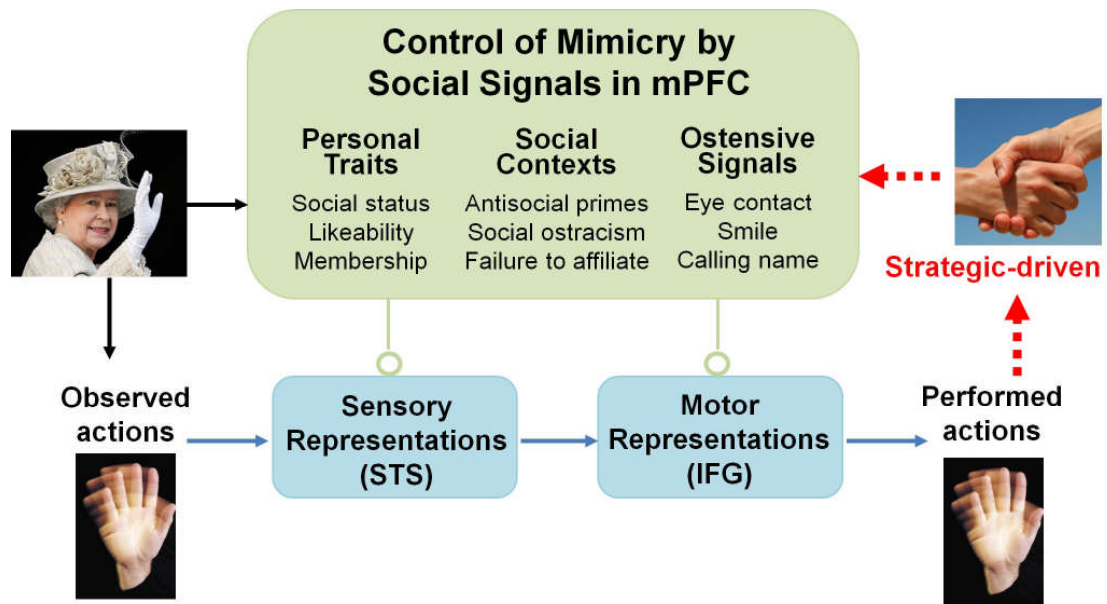 Control of Mimicry by
Social Signals in mPFC
Personal
Traits
Social status
Likeability
Membership
Social
Contexts
Antisocial primes
Social ostracism
Failure to affiliate
Ostensive
Signals
Eye contact
Smile
Calling name
Strategic-driven
Observed
actions
Sensory
Representations
(STS)
Motor
Representations
(IFG)
Performed
actions